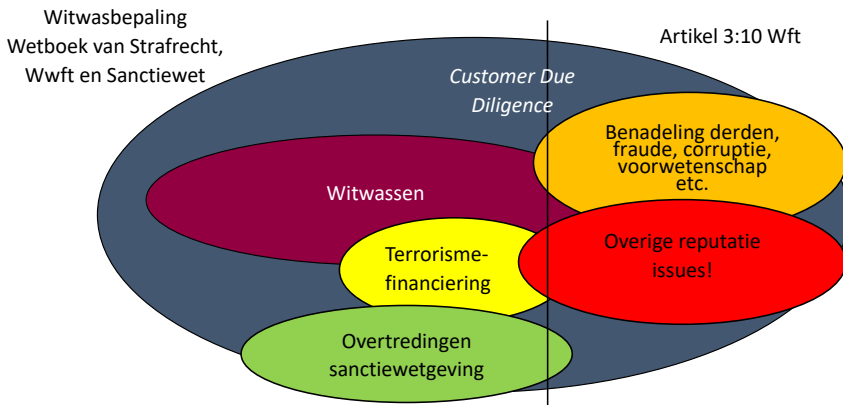 Witwasbepaling
Wetboek van Strafrecht,
Wwft en Sanctiewet
Artikel 3:10 Wft
Customer Due
Diligence
Benadeling derden,
fraude, corruptie,
voorwetenschap
etc.
Witwassen
Overige reputatie
issues!
Terrorisme-
financiering
Overtredingen
sanctiewetgeving